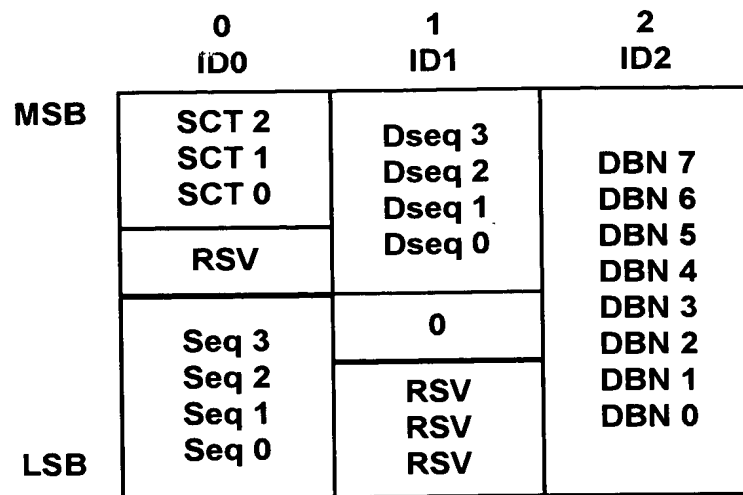 0 1 2
ID0 ID1 ID2
MSB
SCT 2
SCT 1
SCT 0
RSV
Seq 3
Seq 2
Seq 1
Seq 0
LSB
Dseq 3
Dseq 2
Dseq 1
Dseq 0
0
RSV
RSV
RSV
DBN 7
DBN 6
DBN 5
DBN 4
DBN 3
DBN 2
DBN 1
DBN 0